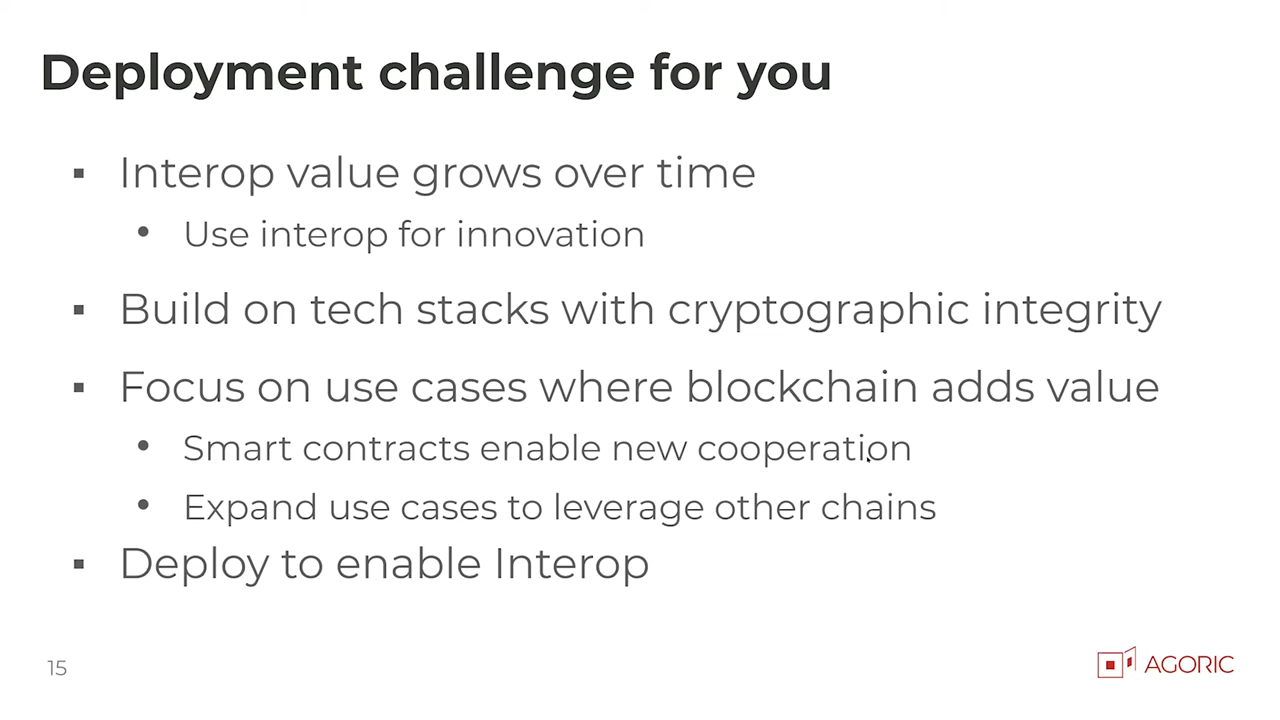 Deployment challenge for you
▪ Interop value grows over time
• Use interop for innovation
▪ Build on tech stacks with cryptographic integrity
▪ Focus on use cases where blockchain adds value
• Smart contracts enable new cooperation
• Expand use cases to leverage other chains
▪ Deploy to enable Interop
15
AGORIC